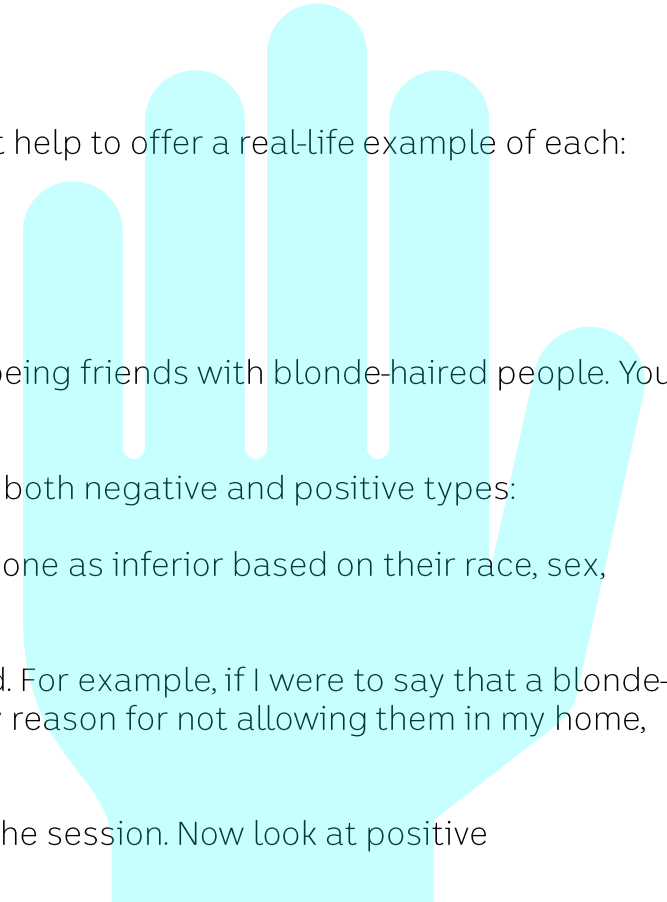 help to offer a real-life example of each:
being friends with blonde-haired people. You
both negative and positive types:
one as inferior based on their race, sex,
For example, if I were to say that a blonde-
reason for not allowing them in my home,
he session. Now look at positive